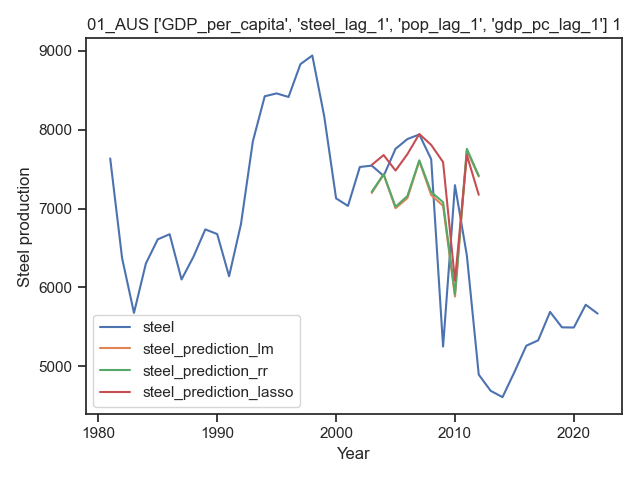 01_AUS ['GDP_per_capita', 'steel_lag_1', 'pop_lag_1', 'gdp_pc_lag_1'] 1
9000
8000
7000
6000
5000
Steel production
steel
steel_prediction_lm
steel_prediction_rr
steel_prediction_lasso
1980
1990
2000
2010
2020
Year